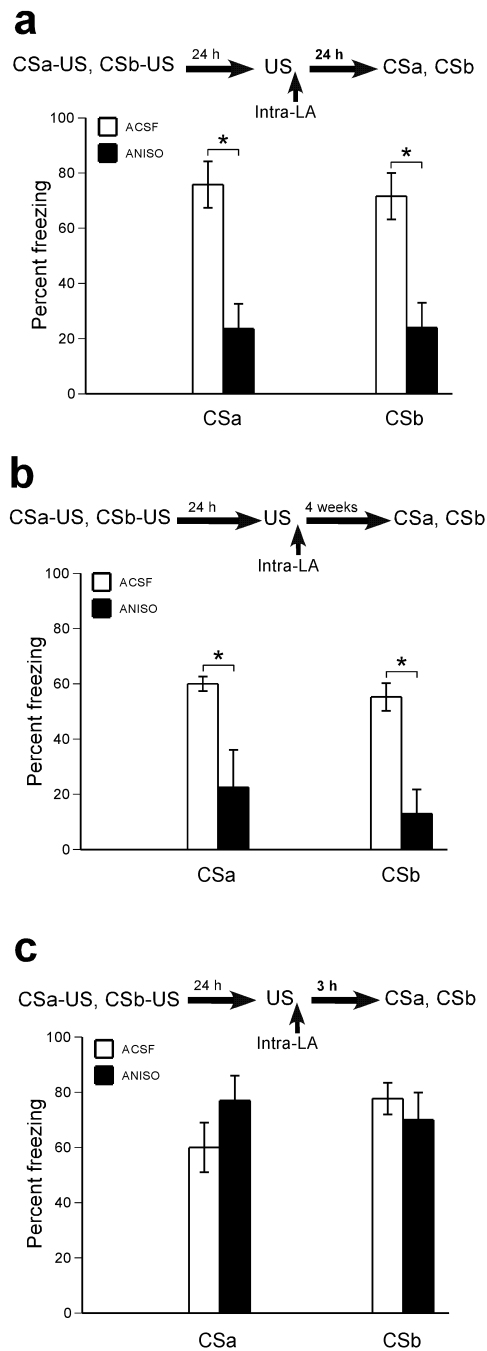 a
24 h 24h
CSa-US, CSb-US US CSa, CSb
Intra-LA
100
80
60
40
20
0
Percent freezing
ACSF
ANISO
*
*
CSa CSb
b
24 h 4 weeks
CSa-US, CSb-US US CSa, CSb
Intra-LA
100
80
60
40
20
0
Percent freezing
ACSF
ANISO
*
*
CSa CSb
c
24 h 3 h
CSa-US, CSb-US US CSa, CSb
Intra-LA
100
80
60
40
20
0
Percent freezing
ACSF
ANISO
CSa CSb